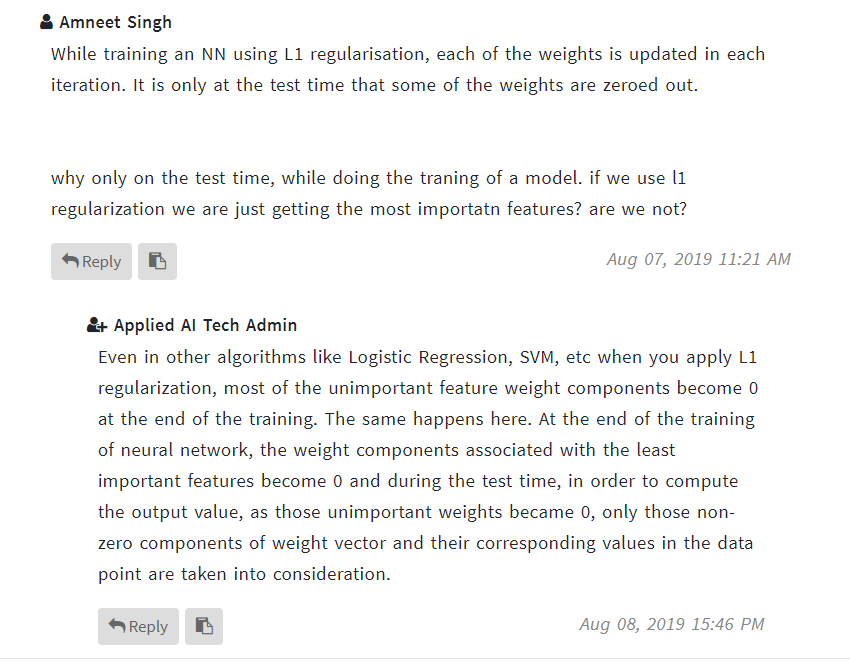 Amneet Singh
While training an NN using L1 regularisation, each of the weights is updated in each
iteration. It is only at the test time that some of the weights are zeroed out.
why only on the test time, while doing the traning of a model. if we use l1
regularization we are just getting the most importatn features? are we not?
Reply
Aug 07, 2019 11:21 AM
Applied AI Tech Admin
Even in other algorithms like Logistic Regression, SVM, etc when you apply L1
regularization, most of the unimportant feature weight components become 0
at the end of the training. The same happens here. At the end of the training
of neural network, the weight components associated with the least
important features become 0 and during the test time, in order to compute
the output value, as those unimportant weights became 0, only those non-
zero components of weight vector and their corresponding values in the data
point are taken into consideration.
Reply
Aug 08, 2019 15:46 PM